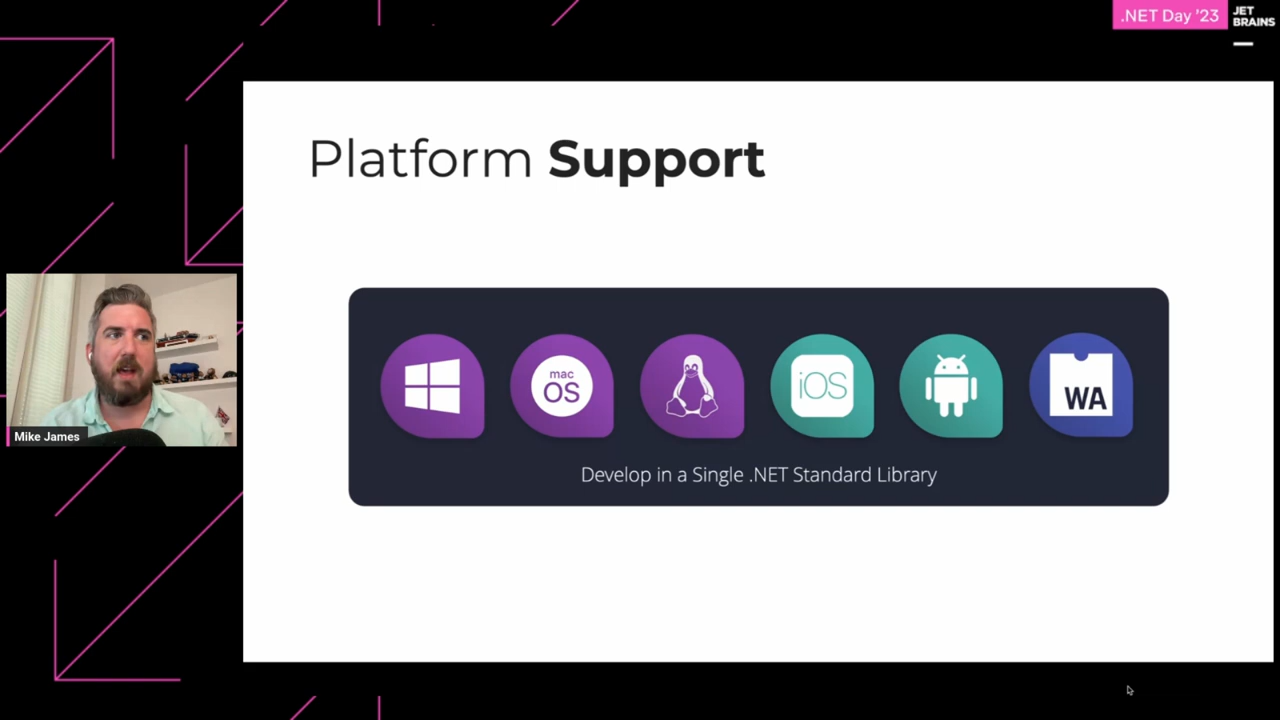 .NET Day '23
JET
BRAINS
Platform Support
mac
OS
iOS
WA
Develop in a Single .NET Standard Library
Mike James